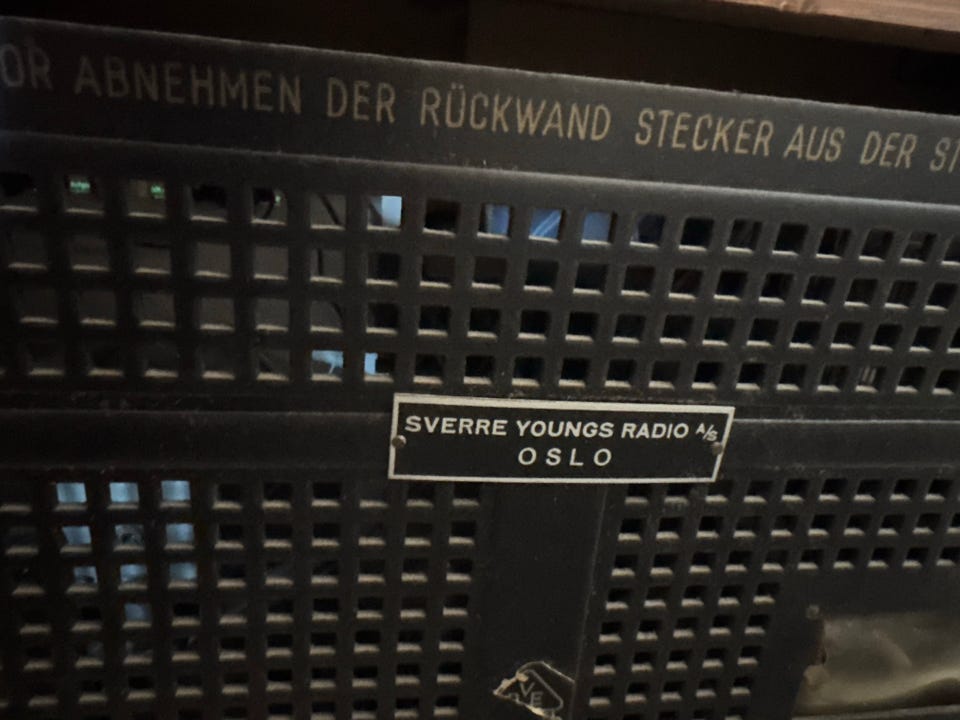 ABNEHMEN DER RÜCKWAND STECKER AUS DER
SVERRE YOUNGS RADIO A/S
OSLO